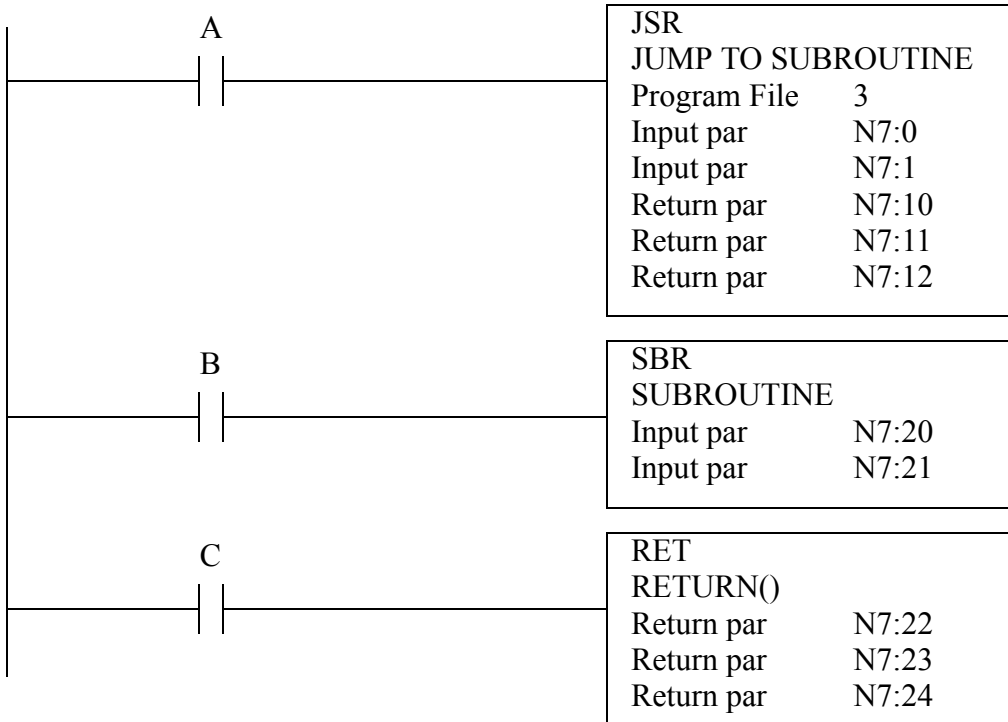 A
JSR
JUMP TO SUBROUTINE
Program File 3
Input par N7:0
Input par N7:1
Return par N7:10
Return par N7:11
Return par N7:12
B
SBR
SUBROUTINE
Input par N7:20
Input par N7:21
C
RET
RETURN()
Return par N7:22
Return par N7:23
Return par N7:24